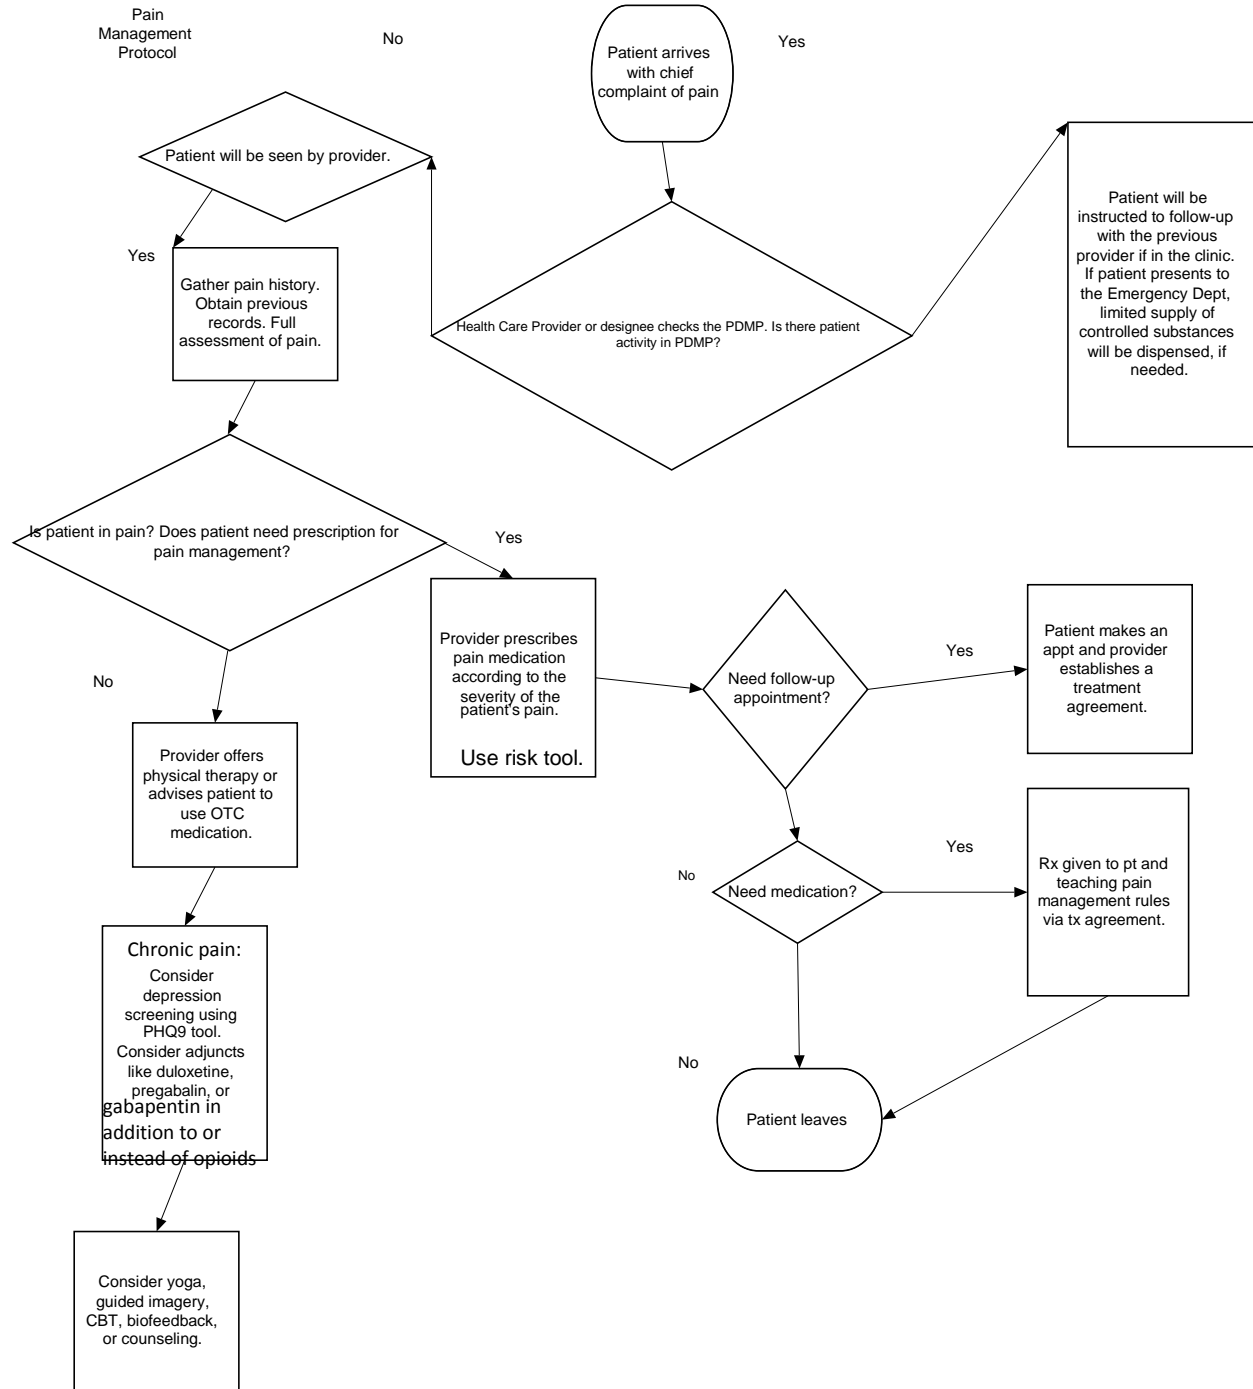 Pain
Management
Protocol
No
Patient arrives
with chief
complaint of pain
Yes
Patient will be seen by provider.
Yes
Gather pain history.
Obtain previous
records. Full
assessment of pain.
Health Care Provider or designee checks the PDMP. Is there patient
activity in PDMP?
Patient will be
instructed to follow-up
with the previous
provider if in the clinic.
If patient presents to
the Emergency Dept,
limited supply of
controlled substances
will be dispensed, if
needed.
Is patient in pain? Does patient need prescription for
pain management?
Yes
Provider prescribes
pain medication
according to the
severity of the
patient's pain.
Use risk tool.
Need follow-up
appointment?
Yes
Patient makes an
appt and provider
establishes a
treatment
agreement.
No
Provider offers
physical therapy or
advises patient to
use OTC
medication.
No
Need medication?
Yes
Rx given to pt and
teaching pain
management rules
via tx agreement.
Chronic pain:
Consider
depression
screening using
PHQ9 tool.
Consider adjuncts
like duloxetine,
pregabalin, or
gabapentin in
addition to or
instead of opioids
No
Patient leaves
Consider yoga,
guided imagery,
CBT, biofeedback,
or counseling.